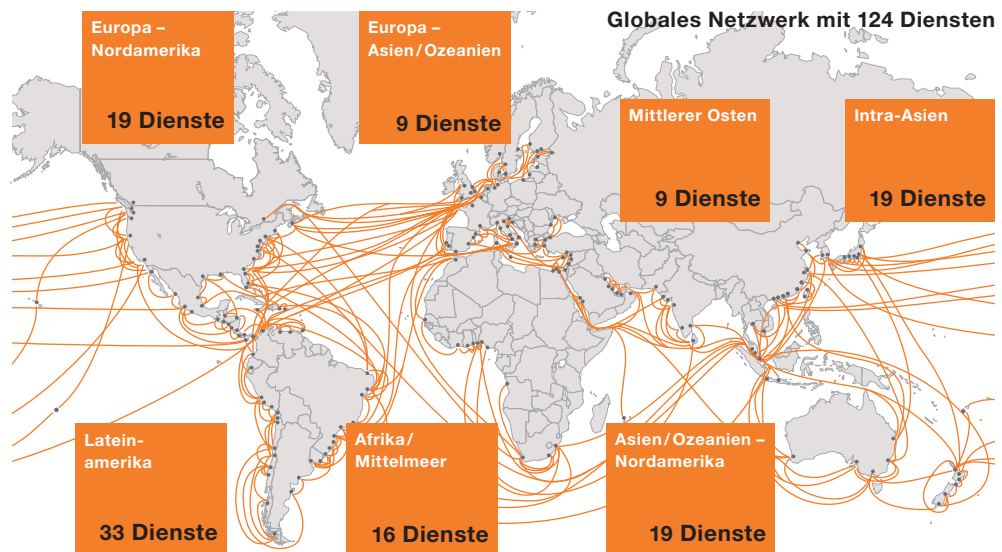 Globales Netzwerk mit 124 Diensten
Europa –
Nordamerika
19 Dienste
Europa –
Asien/Ozeanien
9 Dienste
Mittlerer Osten
9 Dienste
Intra-Asien
19 Dienste
Latein-
amerika
33 Dienste
Afrika/
Mittelmeer
16 Dienste
Asien/Ozeanien –
Nordamerika
19 Dienste